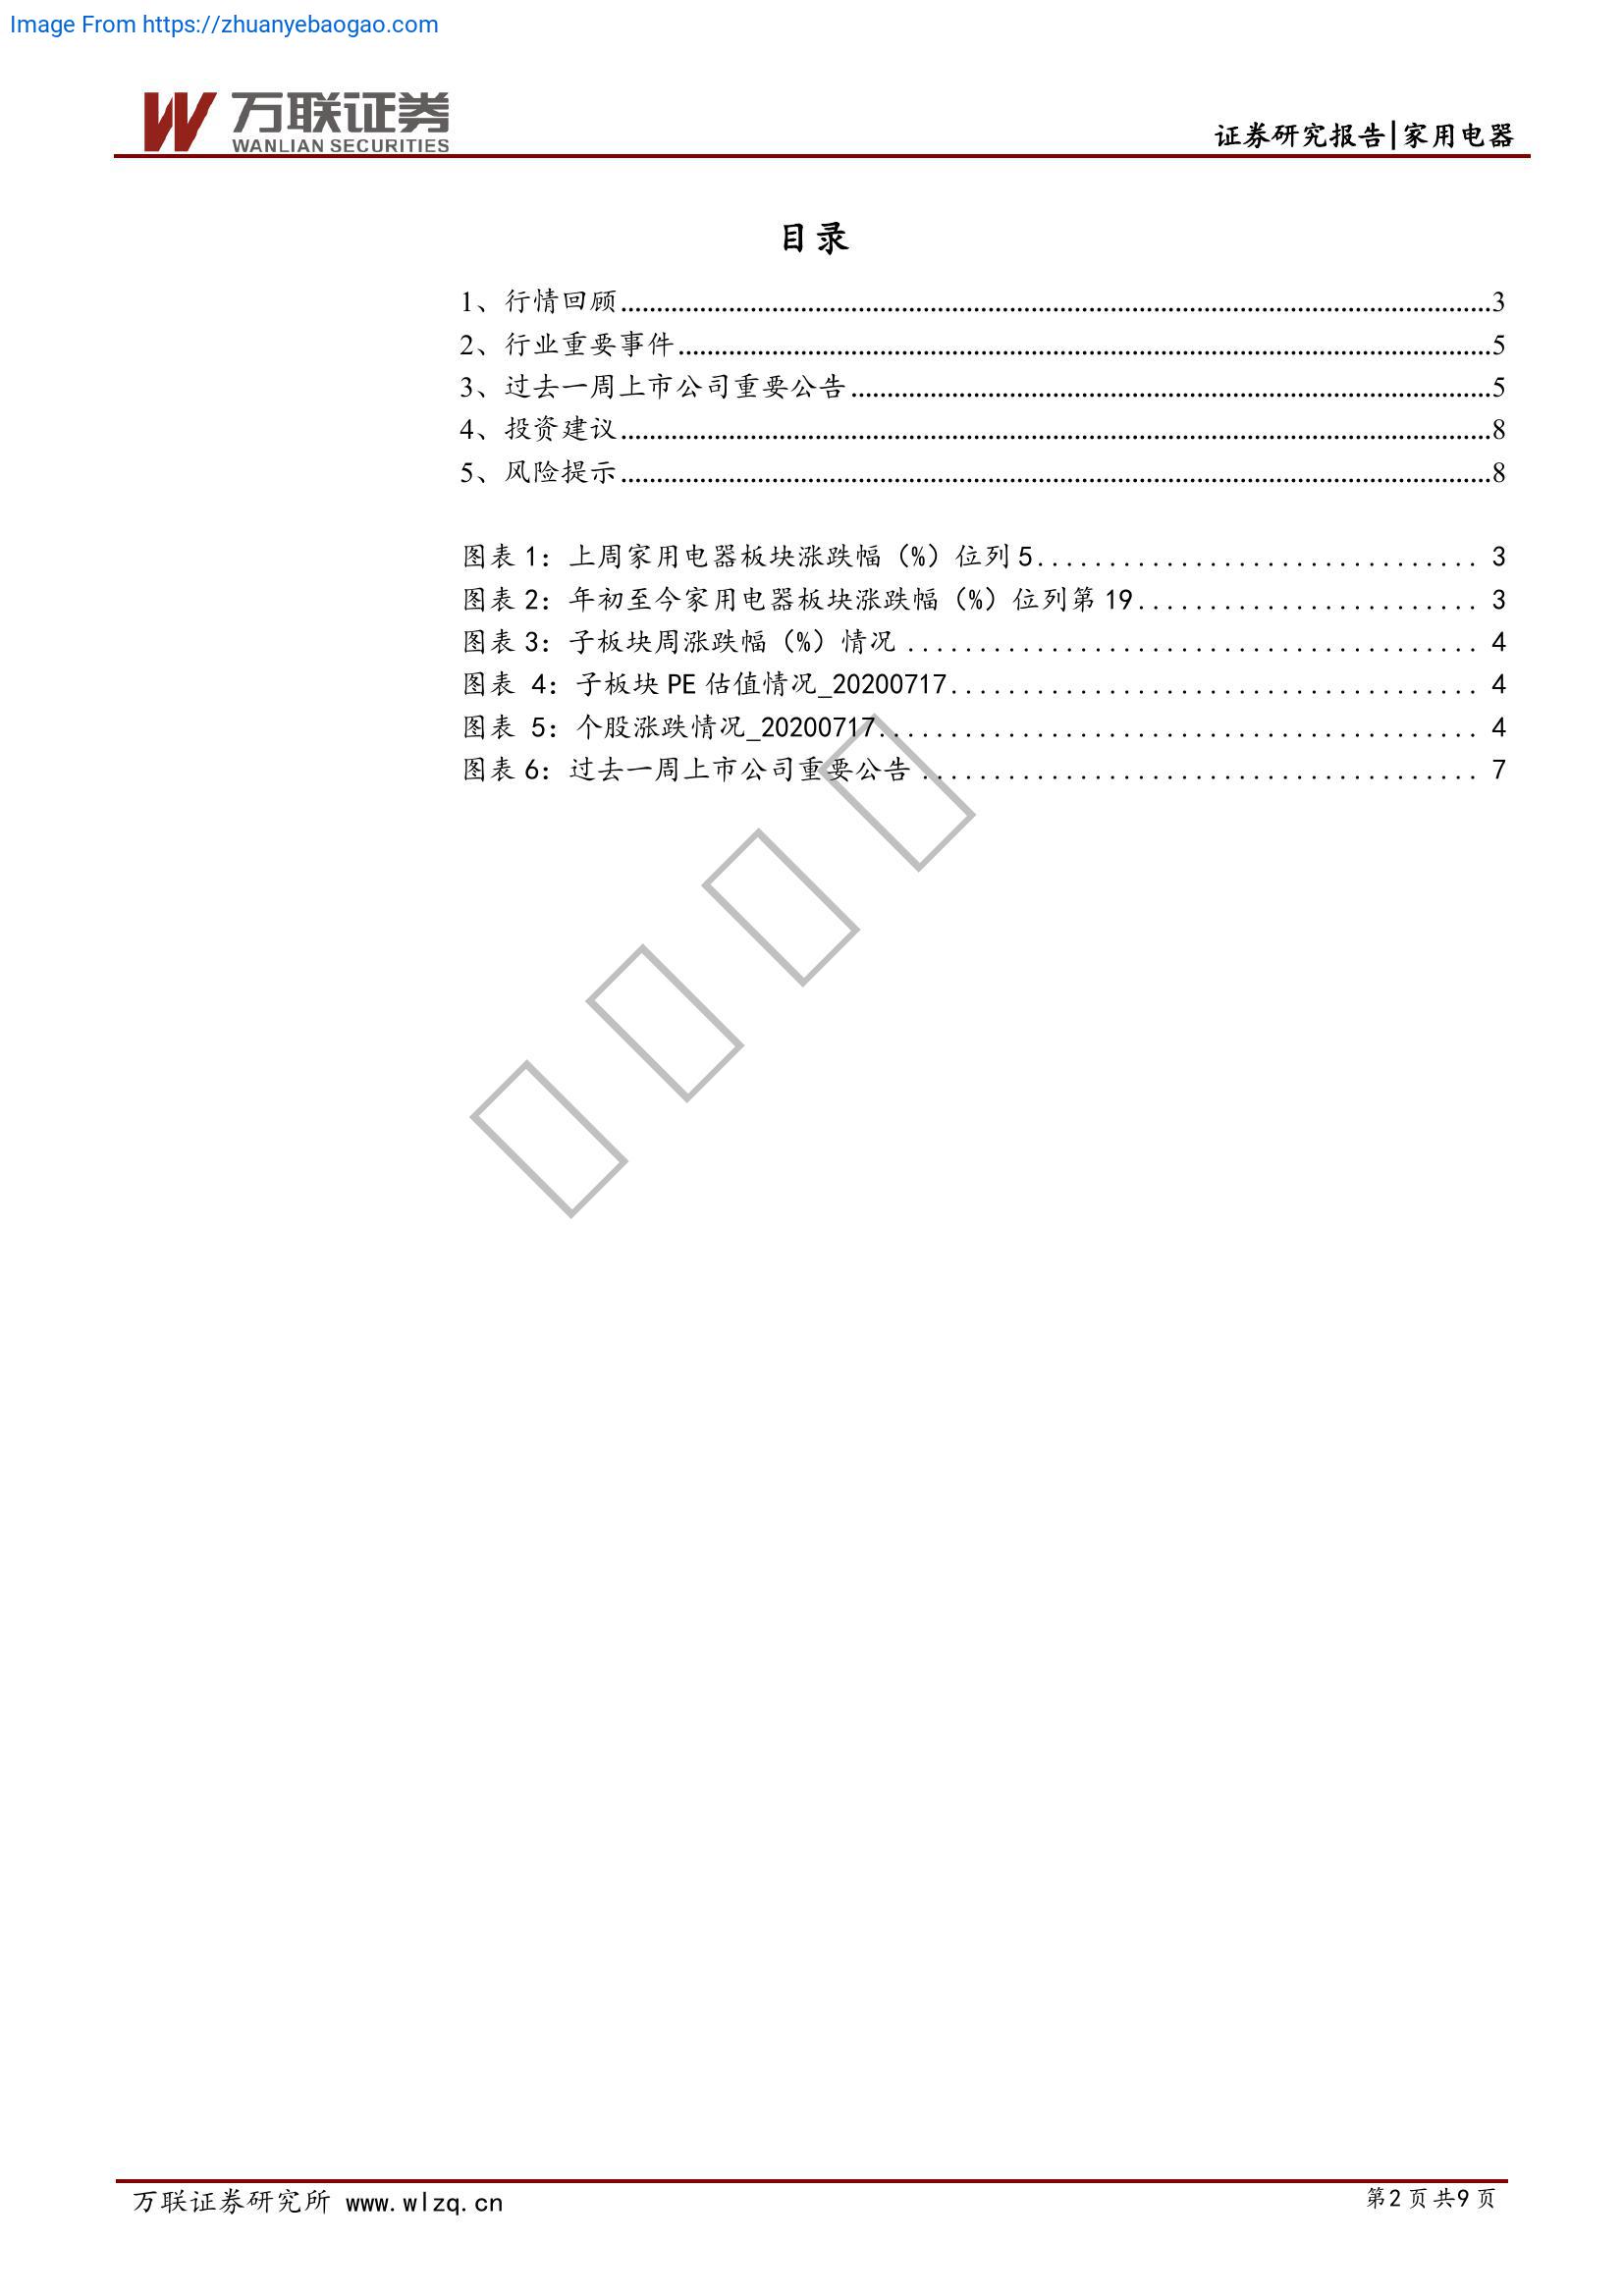 Image From https://zhuanyebaogao.com
万联证券
WANLIAN SECURITIES
证券研究报告|家用电器
目录
1、行情回顾........................................3
2、行业重要事件........................................5
3、过去一周上市公司重要公告........................................5
4、投资建议........................................8
5、风险提示........................................8
图表 1：上周家用电器板块涨跌幅（%）位列 5............................... 3
图表 2：年初至今家用电器板块涨跌幅（%）位列第 19........................ 3
图表 3：子板块周涨跌幅（%）情况 ........................................ 4
图表 4：子板块 PE 估值情况_20200717..................................... 4
图表 5：个股涨跌情况_20200717.......................................... 4
图表 6：过去一周上市公司重要公告 ....................................... 7
万联证券研究所 www.wlzq.cn
第2页共9页